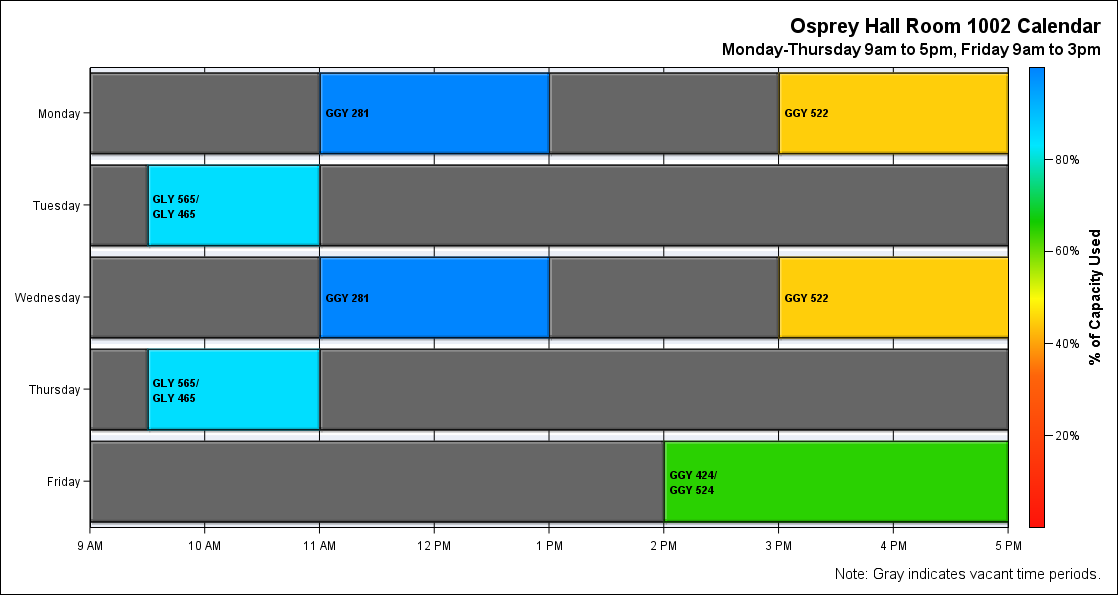 Osprey Hall Room 1002 Calendar
Monday-Thursday 9am to 5pm, Friday 9am to 3pm
Monday
GGY 281
GGY 522
Tuesday
GLY 565/
GLY 465
Wednesday
GGY 281
GGY 522
Thursday
GLY 565/
GLY 465
Friday
GGY 424/
GGY 524
9 AM 10 AM 11 AM 12 PM 1 PM 2 PM 3 PM 4 PM 5 PM
80%
60%
40%
20%
% of Capacity Used
Note: Gray indicates vacant time periods.